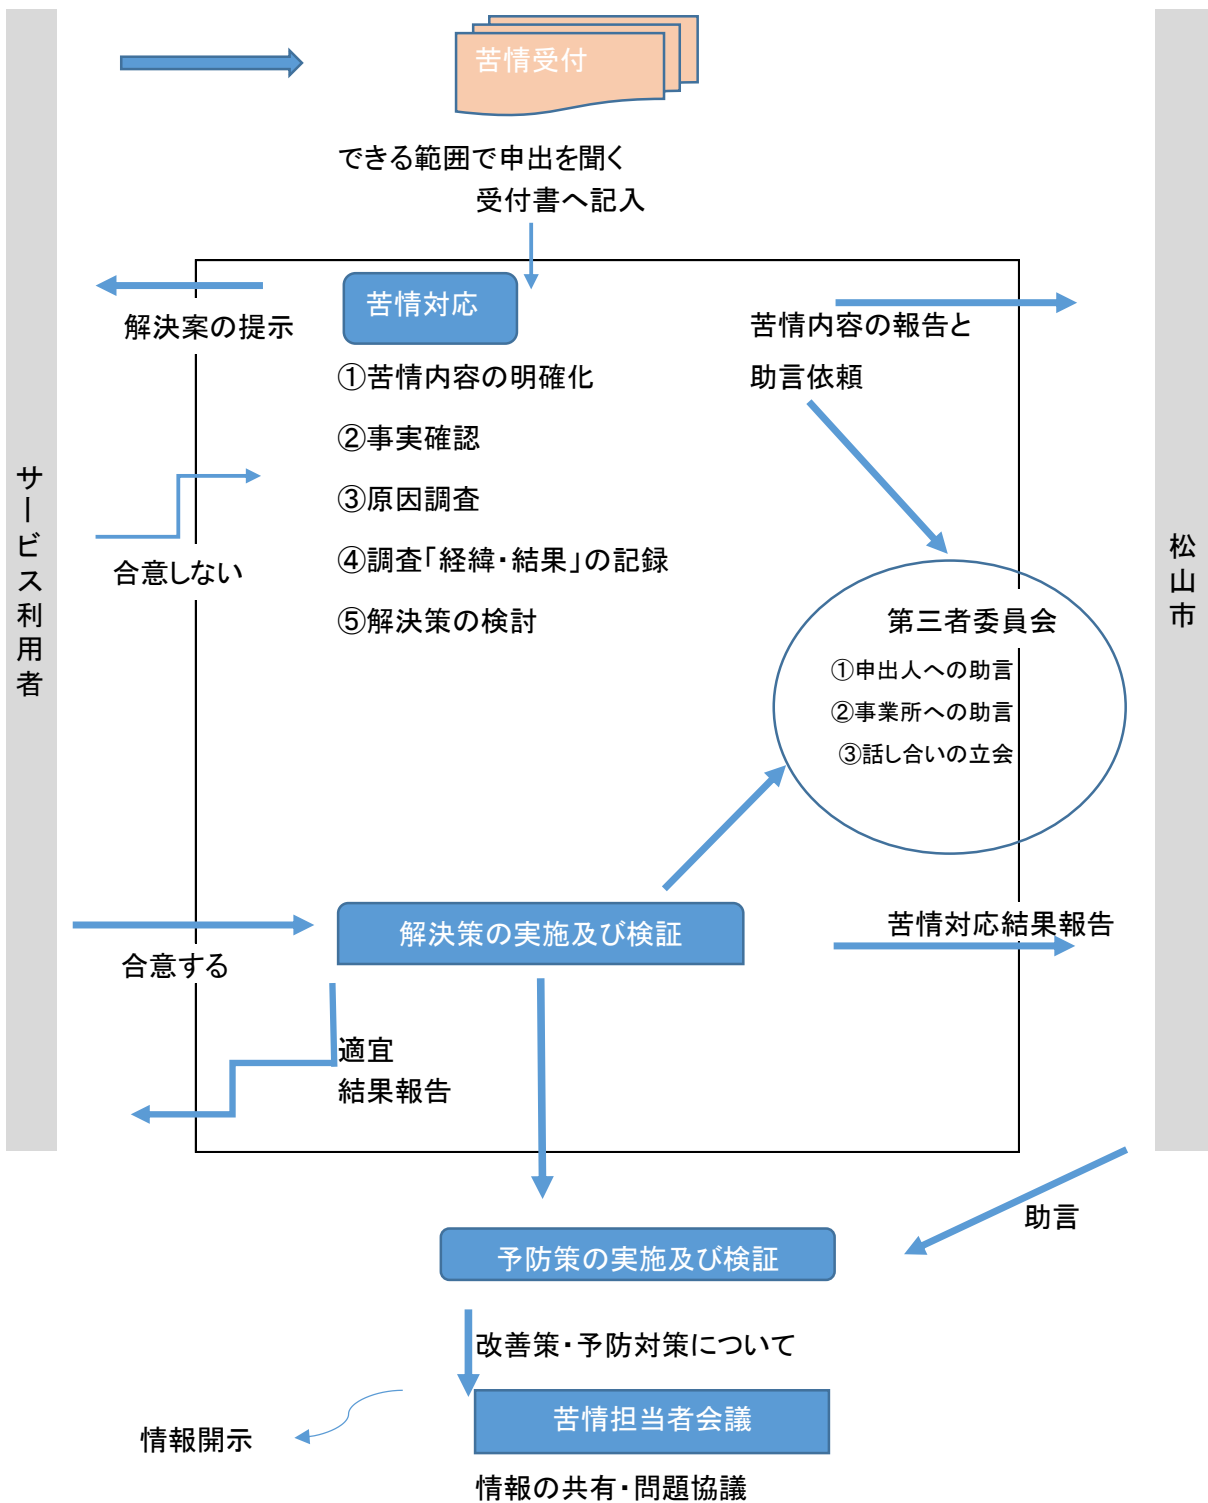 苦情受付
できる範囲で申出を聞く
受付書へ記入
苦情対応
解決案の提示
苦情内容の報告と
助言依頼
①苦情内容の明確化
②事実確認
③原因調査
④調査「経緯・結果」の記録
⑤解決策の検討
合意しない
サービス利用者
松山市
第三者委員会
①申出人への助言
②事業所への助言
③話し合いの立会
解決策の実施及び検証
苦情対応結果報告
合意する
適宜
結果報告
助言
予防策の実施及び検証
改善策・予防対策について
苦情担当者会議
情報開示
情報の共有・問題協議